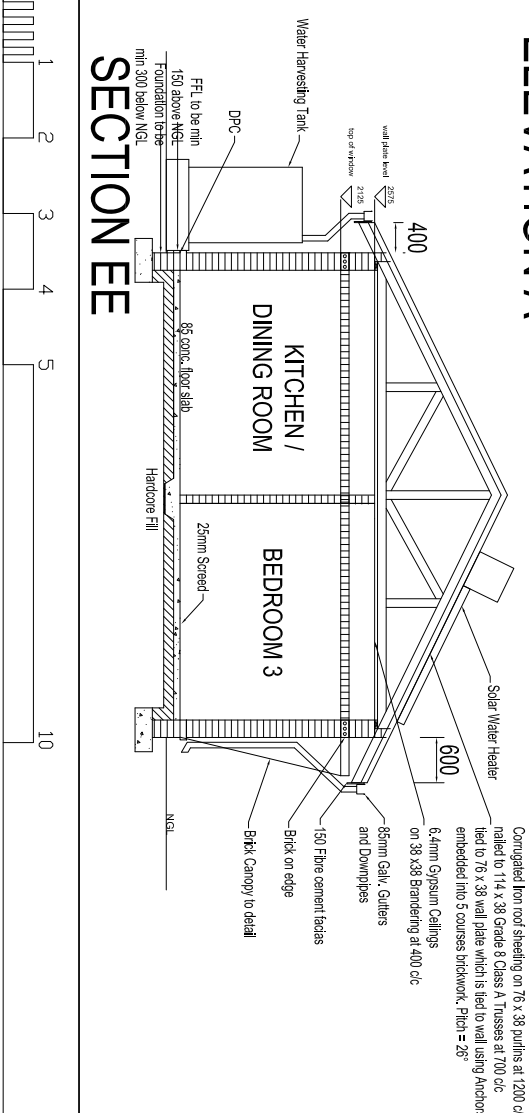 ELEVATION A
Corrugated Iron roof sheeting on 76 x 38 purlins at 1200 c/
nailed to 114 x 38 Grade 8 Class A Trusses at 700 c/c
tied to 76 x 38 wall plate which is tied to wall using Anchors
embedded into 5 courses brickwork. Pitch = 26°
Solar Water Heater
6.4mm Gypsum Ceilings
on 38 x38 Brandering at 400 c/c
400
600
wall plate level
2575
top of window
2125
85mm Galv. Gutters
and Downpipes
150 Fibre cement facias
Brick on edge
Brick Canopy to detail
Water Harvesting Tank
KITCHEN /
DINING ROOM
BEDROOM 3
DPC
FFL to be min
150 above NGL
Foundation to be
min 300 below NGL
85 conc. floor slab
25mm Screed
Hardcore Fill
NGL
SECTION EE
1
2
3
4
5
10